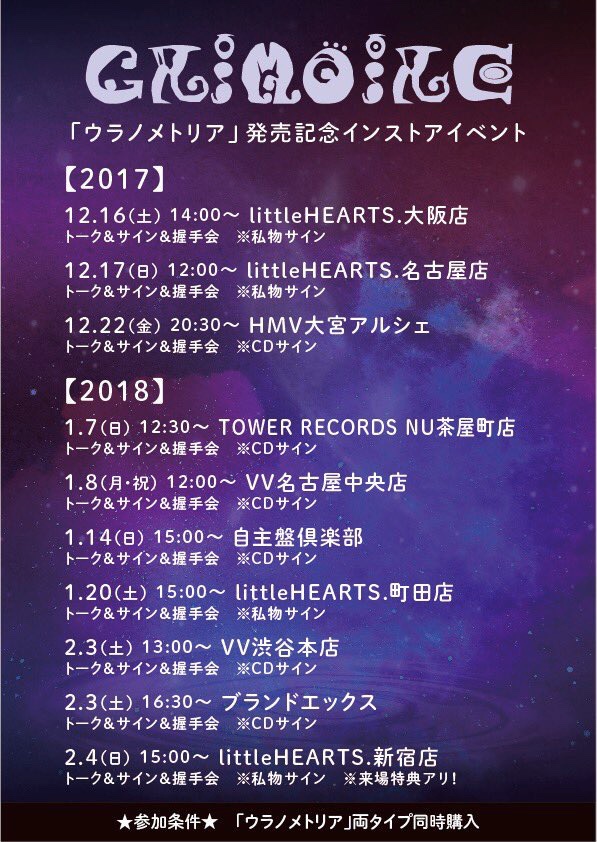 GRIMOIRE
「ウラノメトリア」発売記念インストアイベント
【2017】
12.16(土) 14:00〜 littleHEARTS.大阪店
トーク&サイン&握手会 ※私物サイン
12.17(日) 12:00〜 littleHEARTS.名古屋店
トーク&サイン&握手会 ※私物サイン
12.22(金) 20:30〜 HMV大宮アルシェ
トーク&サイン&握手会 ※CDサイン
【2018】
1.7(日) 12:30〜 TOWER RECORDS NU茶屋町店
トーク&サイン&握手会 ※CDサイン
1.8(月・祝) 12:00〜 VV名古屋中央店
トーク&サイン&握手会 ※CDサイン
1.14(日) 15:00〜 自主盤倶楽部
トーク&サイン&握手会 ※CDサイン
1.20(土) 15:00〜 littleHEARTS.町田店
トーク&サイン&握手会 ※私物サイン
2.3(土) 13:00〜 VV渋谷本店
トーク&サイン&握手会 ※CDサイン
2.3(土) 16:30〜 ブランドエックス
トーク&サイン&握手会 ※CDサイン
2.4(日) 15:00〜 littleHEARTS.新宿店
トーク&サイン&握手会 ※私物サイン ※来場特典アリ!
★参加条件★ 「ウラノメトリア」両タイプ同時購入